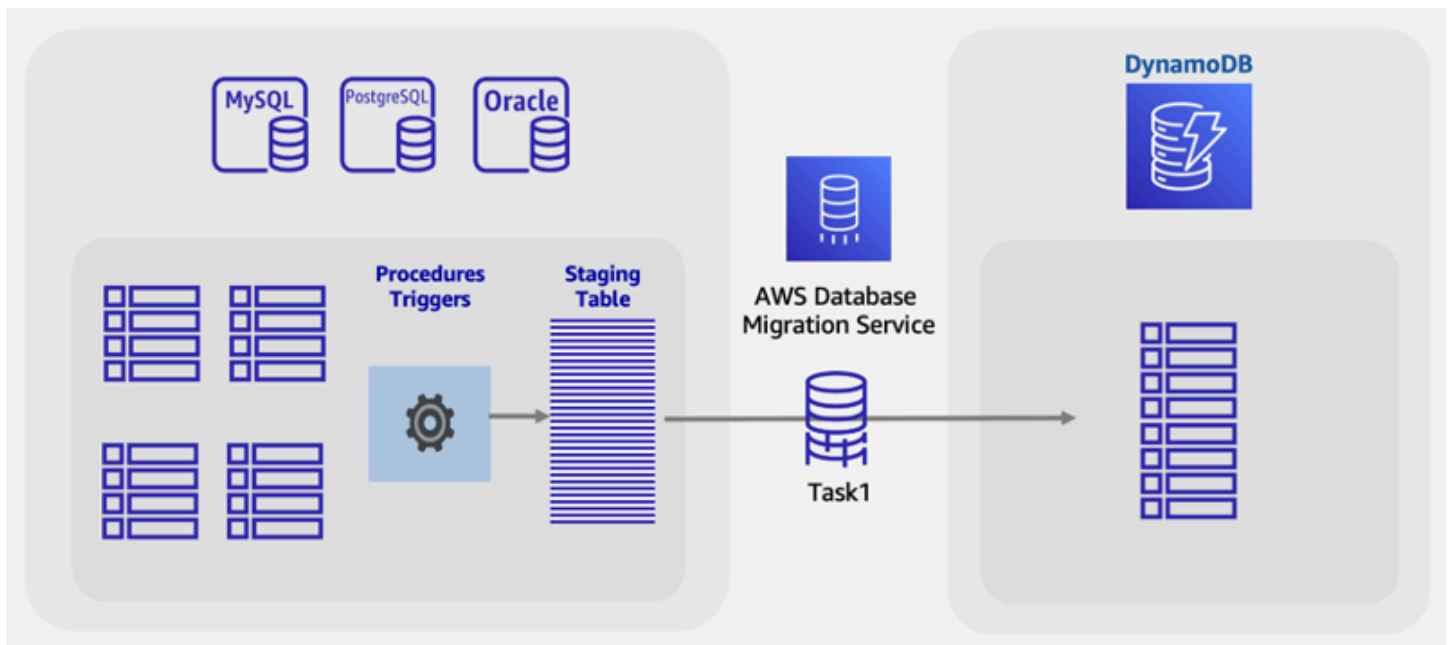 MySQL
PostgreSQL
Oracle
DynamoDB
Procedures
Triggers
Staging
Table
AWS Database
Migration Service
Task1